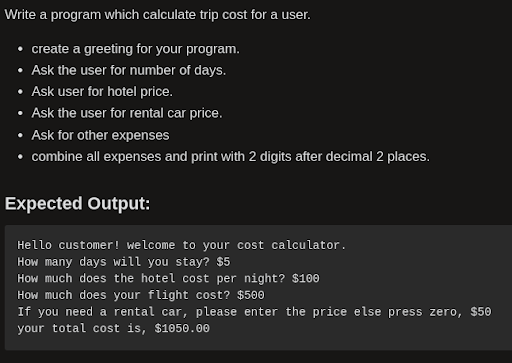 Write a program which calculate trip cost for a user.
• create a greeting for your program.
• Ask the user for number of days.
• Ask user for hotel price.
• Ask the user for rental car price.
• Ask for other expenses
• combine all expenses and print with 2 digits after decimal 2 places.
Expected Output:
Hello customer! welcome to your cost calculator.
How many days will you stay? $5
How much does the hotel cost per night? $100
How much does your flight cost? $500
If you need a rental car, please enter the price else press zero, $50
your total cost is, $1050.00